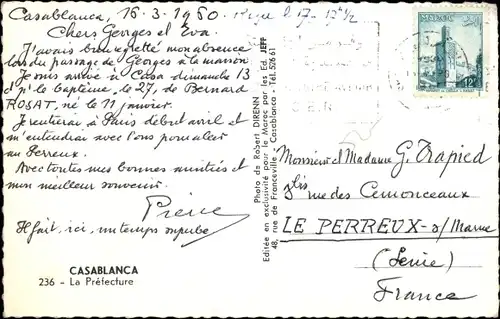 Casablanca, 16-3-1960
Chers Georges et Eva.
J'avais bien regretté mon absence
lors du passage de Georges à la maison
Je suis arrivé à Casa dimanche 13
le baptême, le 27, de Bernard
ROSAT, né le 11 janvier.
Je rentrerai à Paris début avril et
m'entendrai avec vous pour aller
au Perreux.
Avec toutes mes bonnes amitiés et
mon meilleur souvenir.
Pierre
Il fait, ici, un temps superbe
CASABLANCA
236 - La Préfecture
Photo de Robert DIRENN
Editée en exclusivité pour le Maroc par les Ed. JEFF
48, rue de Franceville - Casablanca - Tél. 526 61
MAROC
12F
Monsieur et Madame G. Trapied
rue des Cemonceaux
LE PERREUX-s/Marne
(Seine)
France